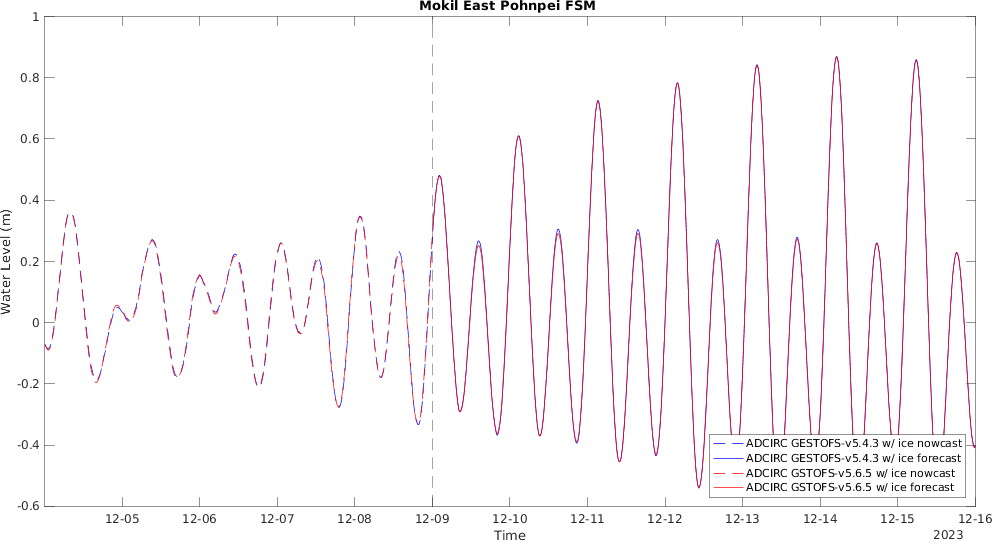 Mokil East Pohnpei FSM
1
0.8
0.6
0.4
0.2
0
-0.2
-0.4
-0.6
Water Level (m)
12-05 12-06 12-07 12-08 12-09 12-10 12-11 12-12 12-13 12-14 12-15 12-16
Time
2023
ADCIRC GESTOFS-v5.4.3 w/ ice nowcast
ADCIRC GESTOFS-v5.4.3 w/ ice forecast
ADCIRC GSTOFS-v5.6.5 w/ ice nowcast
ADCIRC GSTOFS-v5.6.5 w/ ice forecast